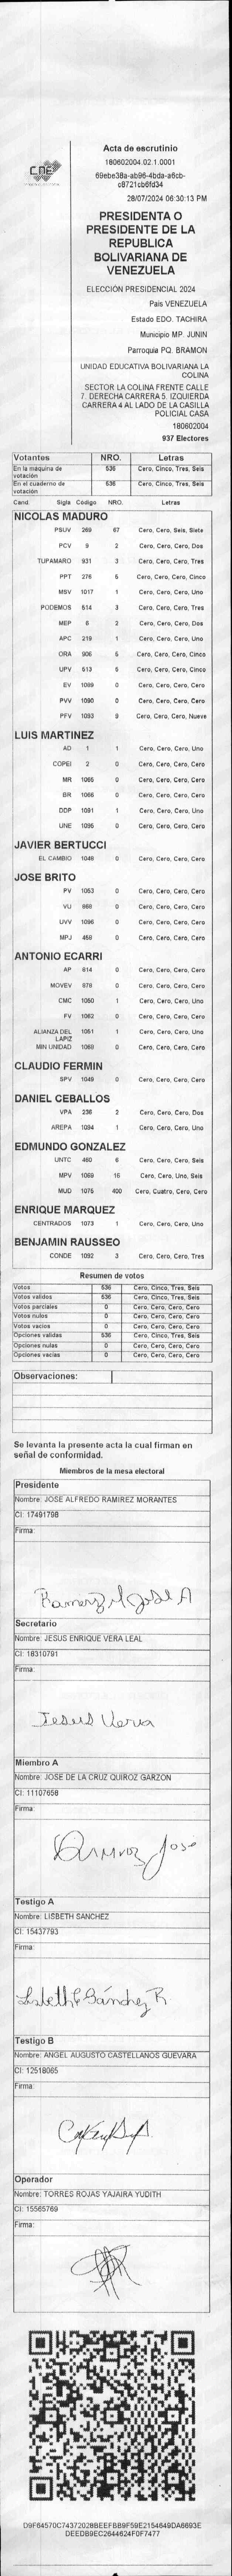 CNE
Acta de escrutinio
180602004.02.1.0001
69ebe38a-ab96-4bda-a6cb-
c8721cb6fd34
28/07/2024 06:30:13 PM
PRESIDENTA O
PRESIDENTE DE LA
REPUBLICA
BOLIVARIANA DE
VENEZUELA
ELECCIÓN PRESIDENCIAL 2024
País VENEZUELA
Estado EDO. TACHIRA
Municipio MP. JUNIN
Parroquia PQ. BRAMON
UNIDAD EDUCATIVA BOLIVARIANA LA
COLINA
SECTOR LA COLINA FRENTE CALLE
7. DERECHA CARRERA 5. IZQUIERDA
CARRERA 4 AL LADO DE LA CASILLA
POLICIAL CASA
180602004
937 Electores
Votantes NRO. Letras
En la máquina de votación 536 Cero, Cinco, Tres, Seis
En el cuaderno de votación 536 Cero, Cinco, Tres, Seis
Cand Sigla Código NRO. Letras
NICOLAS MADURO
PSUV 269 67 Cero, Cero, Seis, Siete
PCV 9 2 Cero, Cero, Cero, Dos
TUPAMARO 931 3 Cero, Cero, Cero, Tres
PPT 276 5 Cero, Cero, Cero, Cinco
MSV 1017 1 Cero, Cero, Cero, Uno
PODEMOS 514 3 Cero, Cero, Cero, Tres
MEP 6 2 Cero, Cero, Cero, Dos
APC 219 1 Cero, Cero, Cero, Uno
ORA 906 5 Cero, Cero, Cero, Cinco
UPV 513 5 Cero, Cero, Cero, Cinco
EV 1089 0 Cero, Cero, Cero, Cero
PVV 1090 0 Cero, Cero, Cero, Cero
PFV 1093 9 Cero, Cero, Cero, Nueve
LUIS MARTINEZ
AD 1 1 Cero, Cero, Cero, Uno
COPEI 2 0 Cero, Cero, Cero, Cero
MR 1065 0 Cero, Cero, Cero, Cero
BR 1066 0 Cero, Cero, Cero, Cero
DDP 1091 1 Cero, Cero, Cero, Uno
UNE 1095 0 Cero, Cero, Cero, Cero
JAVIER BERTUCCI
EL CAMBIO 1048 0 Cero, Cero, Cero, Cero
JOSE BRITO
PV 1053 0 Cero, Cero, Cero, Cero
VU 868 0 Cero, Cero, Cero, Cero
UVV 1096 0 Cero, Cero, Cero, Cero
MPJ 458 0 Cero, Cero, Cero, Cero
ANTONIO ECARRI
AP 814 0 Cero, Cero, Cero, Cero
MOVEV 978 0 Cero, Cero, Cero, Cero
CMC 1050 1 Cero, Cero, Cero, Uno
FV 1062 0 Cero, Cero, Cero, Cero
ALIANZA DEL LAPIZ 1051 1 Cero, Cero, Cero, Uno
MIN UNIDAD 1069 0 Cero, Cero, Cero, Cero
CLAUDIO FERMIN
SPV 1049 0 Cero, Cero, Cero, Cero
DANIEL CEBALLOS
VPA 236 2 Cero, Cero, Cero, Dos
AREPA 1094 1 Cero, Cero, Cero, Uno
EDMUNDO GONZALEZ
UNTC 460 6 Cero, Cero, Cero, Seis
MPV 1069 16 Cero, Cero, Uno, Seis
MUD 1075 400 Cero, Cuatro, Cero, Cero
ENRIQUE MARQUEZ
CENTRADOS 1073 1 Cero, Cero, Cero, Uno
BENJAMIN RAUSSEO
CONDE 1092 3 Cero, Cero, Cero, Tres
Resumen de votos
Votos 536 Cero, Cinco, Tres, Seis
Votos validos 536 Cero, Cinco, Tres, Seis
Votos parciales 0 Cero, Cero, Cero, Cero
Votos nulos 0 Cero, Cero, Cero, Cero
Votos vacios 0 Cero, Cero, Cero, Cero
Opciones validas 536 Cero, Cinco, Tres, Seis
Opciones nulas 0 Cero, Cero, Cero, Cero
Opciones vacias 0 Cero, Cero, Cero, Cero
Observaciones:
Se levanta la presente acta la cual firman en
señal de conformidad.
Miembros de la mesa electoral
Presidente
Nombre: JOSE ALFREDO RAMIREZ MORANTES
CI: 17491798
Firma:
Ramirez M Jose A
Secretario
Nombre: JESUS ENRIQUE VERA LEAL
CI: 18310791
Firma:
Jesus Vera
Miembro A
Nombre: JOSE DE LA CRUZ QUIROZ GARZON
CI: 11107658
Firma:
Quiroz Jose
Testigo A
Nombre: LISBETH SANCHEZ
CI: 15437793
Firma:
Lisbeth Sánchez R
Testigo B
Nombre: ANGEL AUGUSTO CASTELLANOS GUEVARA
CI: 12518065
Firma:
Operador
Nombre: TORRES ROJAS YAJAIRA YUDITH
CI: 15565769
Firma:
D9F64570C74372028BEEFBB9F59E2154649DA6693E
DEEDB9EC2644624F0F7477